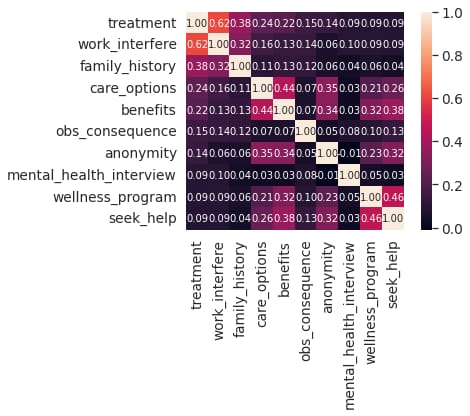 treatment 1.00 0.62 0.38 0.24 0.22 0.15 0.14 0.09 0.09 0.09
work_interfere 0.62 1.00 0.32 0.16 0.13 0.14 0.06 0.10 0.09 0.09
family_history 0.38 0.32 1.00 0.11 0.13 0.12 0.06 0.04 0.06 0.04
care_options 0.24 0.16 0.11 1.00 0.44 0.07 0.35 0.03 0.21 0.26
benefits 0.22 0.13 0.13 0.44 1.00 0.07 0.34 0.03 0.32 0.38
obs_consequence 0.15 0.14 0.12 0.07 0.07 1.00 0.05 0.08 0.10 0.13
anonymity 0.14 0.06 0.06 0.35 0.34 0.05 1.00 -0.01 0.23 0.32
mental_health_interview 0.09 0.10 0.04 0.03 0.03 0.08 -0.01 1.00 0.05 0.03
wellness_program 0.09 0.09 0.06 0.21 0.32 0.10 0.23 0.05 1.00 0.46
seek_help 0.09 0.09 0.04 0.26 0.38 0.13 0.32 0.03 0.46 1.00
treatment
work_interfere
family_history
care_options
benefits
obs_consequence
anonymity
mental_health_interview
wellness_program
seek_help
1.0
0.8
0.6
0.4
0.2
0.0